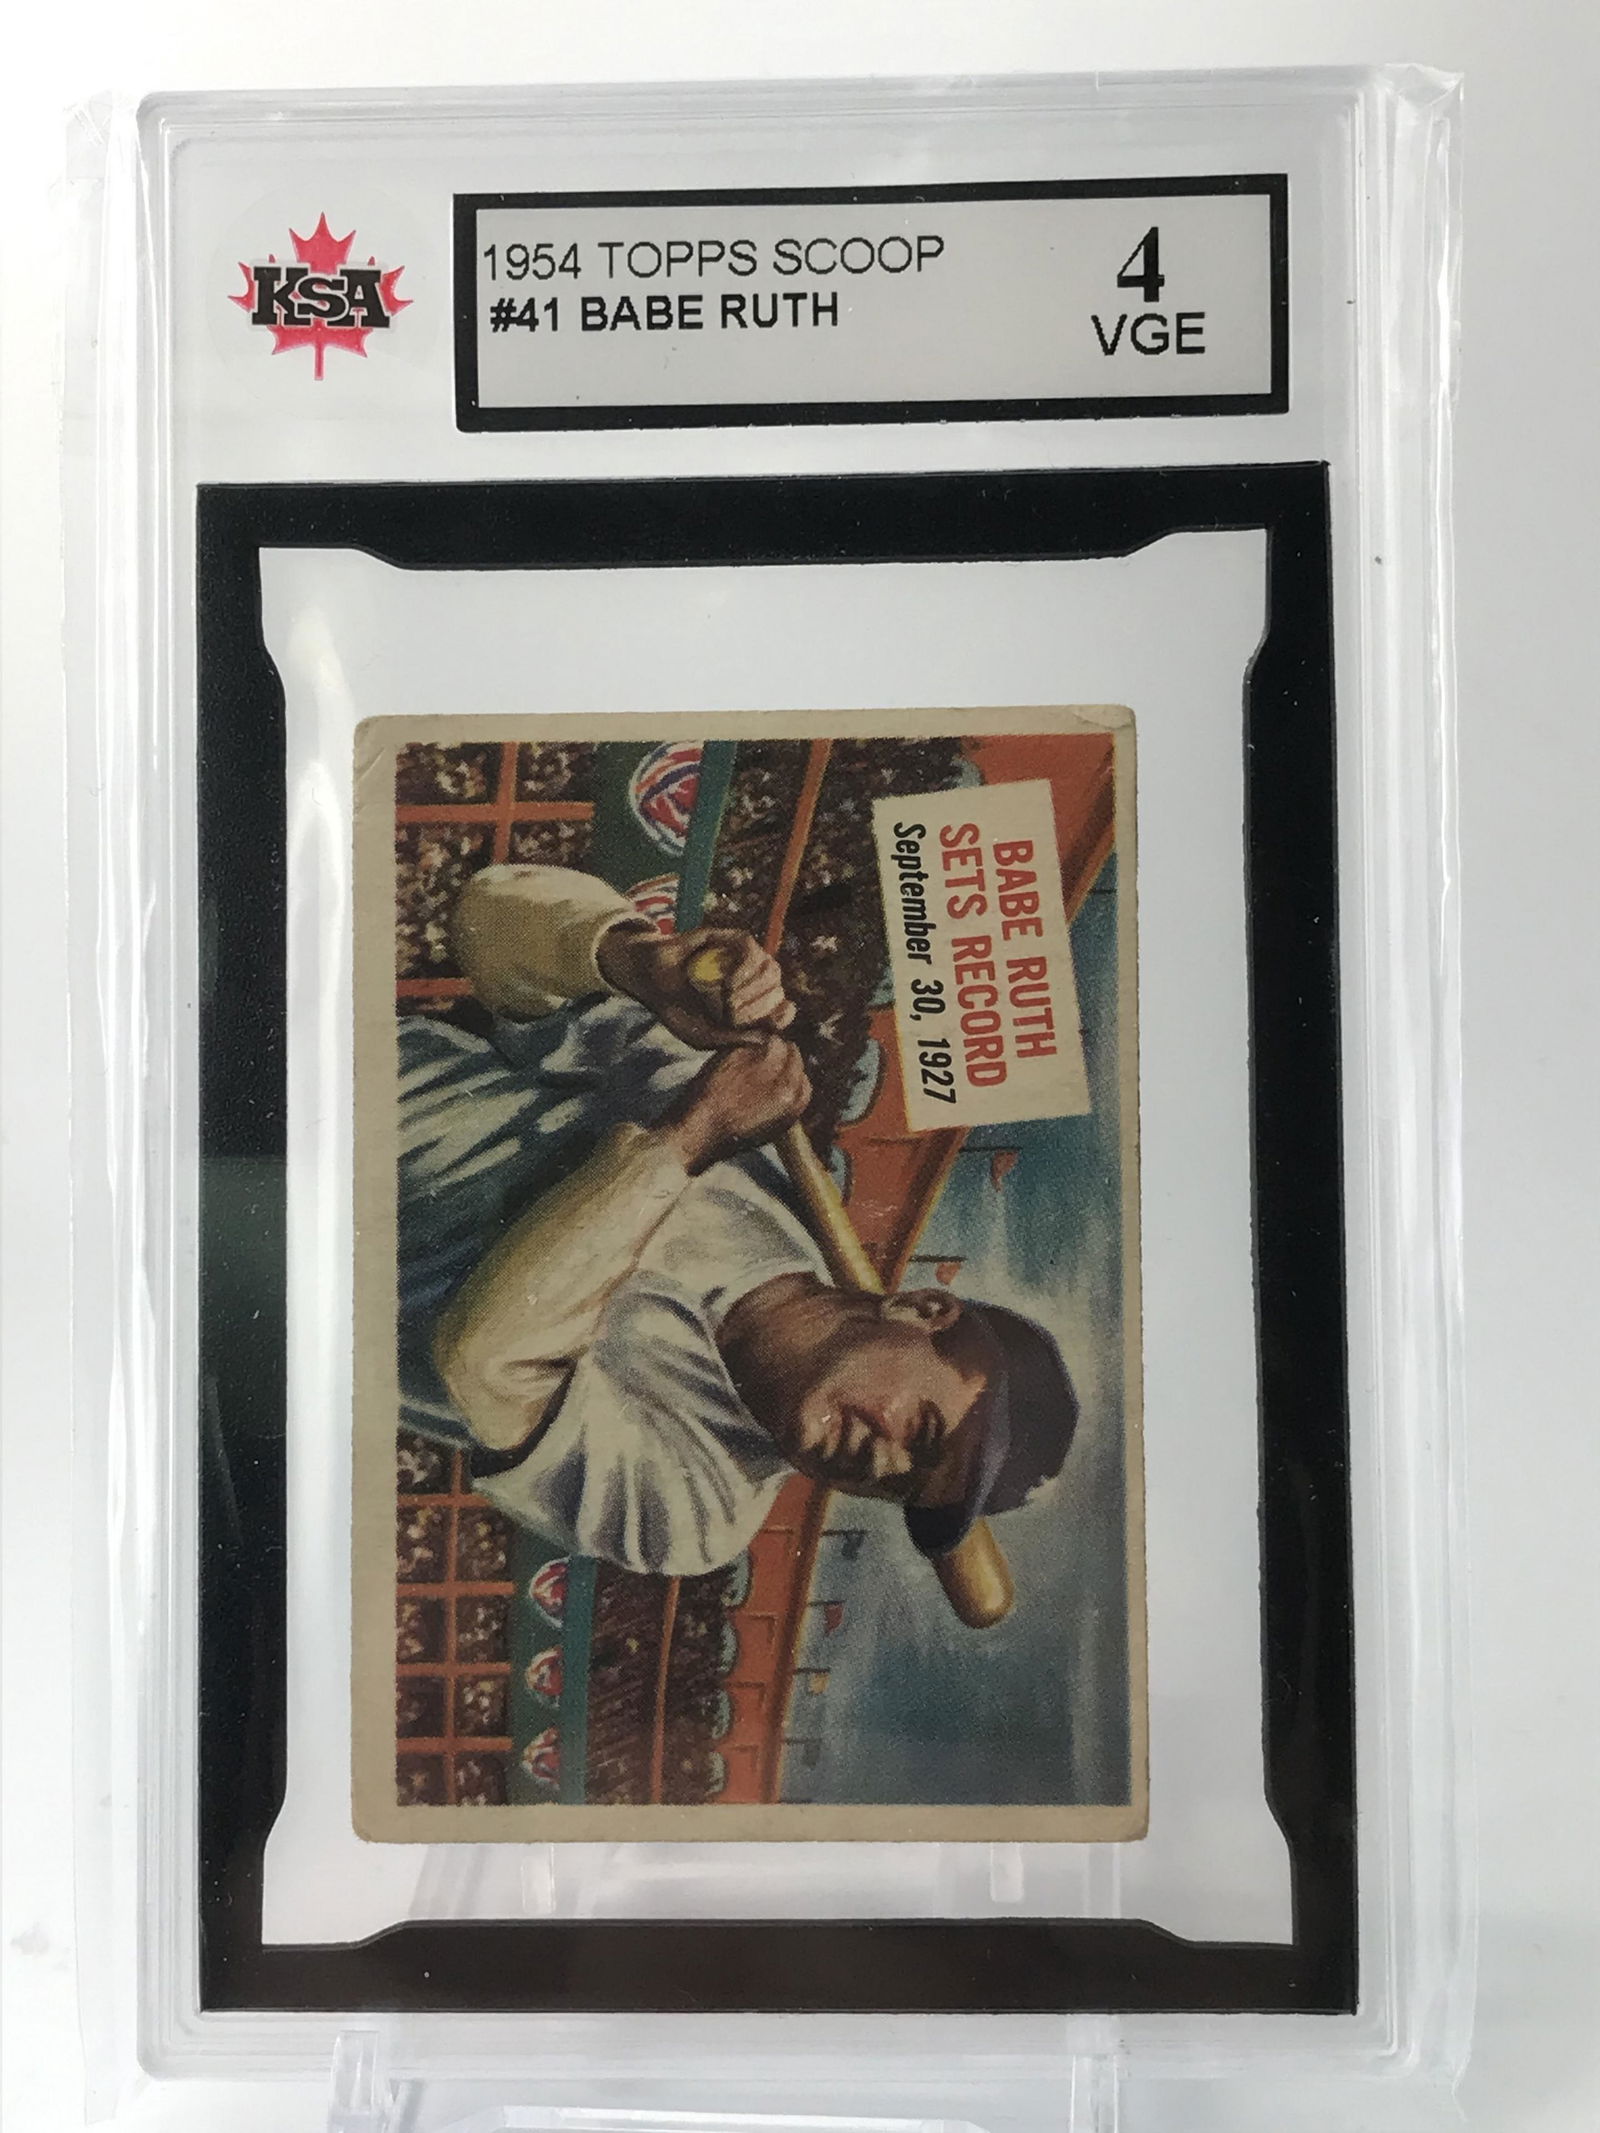 KSA
1954 TOPPS SCOOP
#41 BABE RUTH
4
VGE
BABE RUTH
SETS RECORD
September 30, 1927